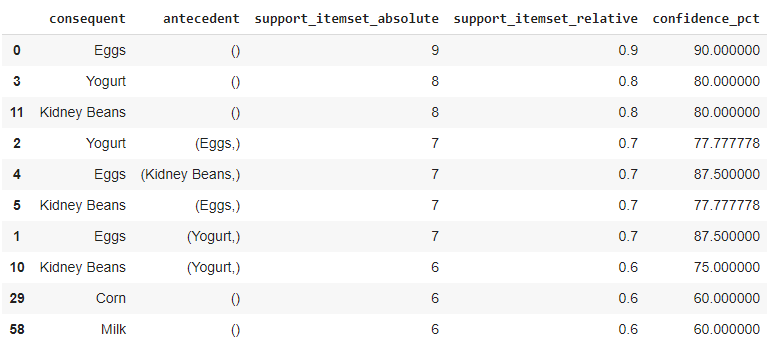 consequent antecedent support_itemset_absolute support_itemset_relative confidence_pct
0 Eggs () 9 0.9 90.000000
3 Yogurt () 8 0.8 80.000000
11 Kidney Beans () 8 0.8 80.000000
2 Yogurt (Eggs,) 7 0.7 77.777778
4 Eggs (Kidney Beans,) 7 0.7 87.500000
5 Kidney Beans (Eggs,) 7 0.7 77.777778
1 Eggs (Yogurt,) 7 0.7 87.500000
10 Kidney Beans (Yogurt,) 6 0.6 75.000000
29 Corn () 6 0.6 60.000000
58 Milk () 6 0.6 60.000000